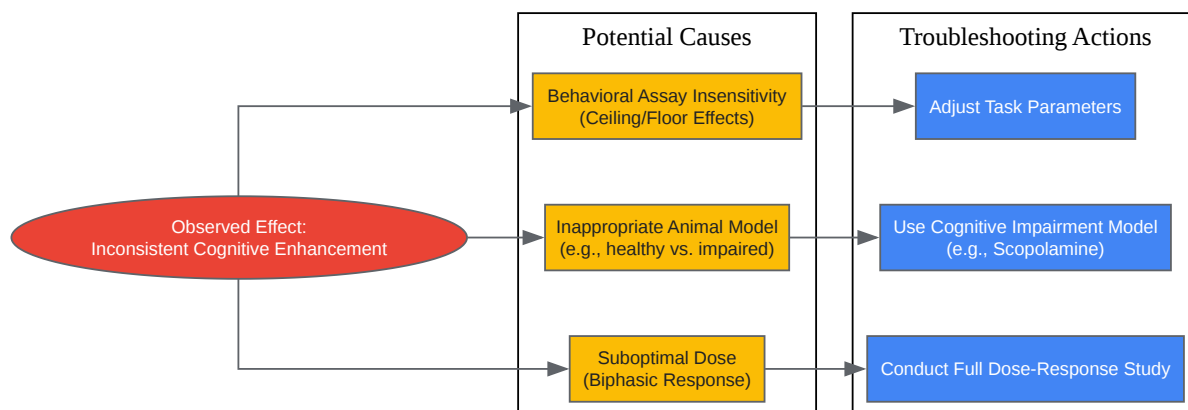 Potential Causes
Troubleshooting Actions
Behavioral Assay Insensitivity
(Ceiling/Floor Effects)
Adjust Task Parameters
Observed Effect:
Inconsistent Cognitive Enhancement
Inappropriate Animal Model
(e.g., healthy vs. impaired)
Use Cognitive Impairment Model
(e.g., Scopolamine)
Suboptimal Dose
(Biphasic Response)
Conduct Full Dose-Response Study